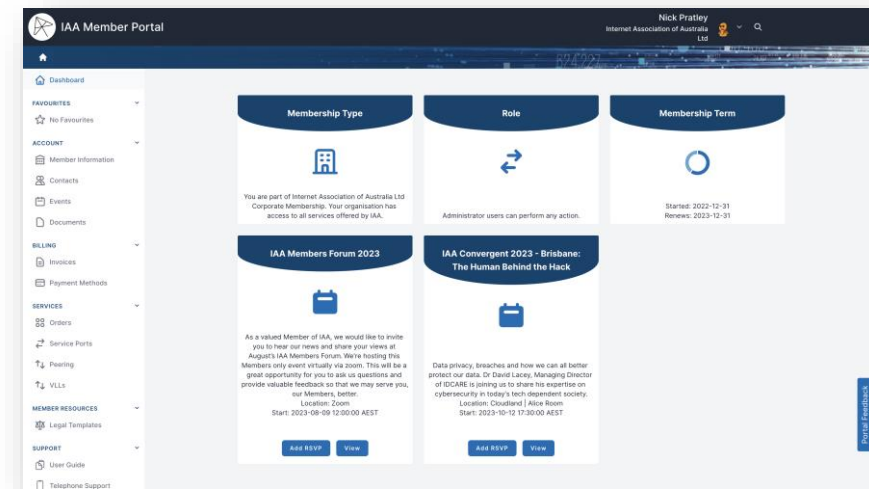 IAA Member Portal
Nick Pratley
Internet Association of Australia
Ltd
Dashboard
FAVOURITES
No Favourites
ACCOUNT
Member Information
Contacts
Events
Documents
BILLING
Invoices
Payment Methods
SERVICES
Orders
Service Ports
Peering
VLLs
MEMBER RESOURCES
Legal Templates
SUPPORT
User Guide
Telephone Support
Membership Type
You are part of Internet Association of Australia Ltd
Corporate Membership. Your organisation has
access to all services offered by IAA.
Role
Administrator users can perform any action.
Membership Term
Started: 2022-12-31
Renews: 2023-12-31
IAA Members Forum 2023
As a valued Member of IAA, we would like to invite
you to hear our news and share your views at
August's IAA Members Forum. We're hosting this
Members only event virtually via zoom. This will be a
great opportunity for you to ask us questions and
provide valuable feedback so that we may serve you,
our Members, better.
Location: Zoom
Start: 2023-08-09 12:00:00 AEST
Add RSVP View
IAA Convergent 2023 - Brisbane:
The Human Behind the Hack
Data privacy, breaches and how we can all better
protect our data. Dr David Lacey, Managing Director
of IDCARE is joining us to share his expertise on
cybersecurity in today's tech dependent society.
Location: Cloudland | Alice Room
Start: 2023-10-12 17:30:00 AEST
Add RSVP View
Portal Feedback